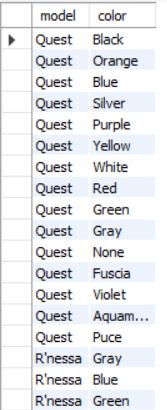 model color
Quest Black
Quest Orange
Quest Blue
Quest Silver
Quest Purple
Quest Yellow
Quest White
Quest Red
Quest Green
Quest Gray
Quest None
Quest Fuscia
Quest Violet
Quest Aquam...
Quest Puce
R'nessa Gray
R'nessa Blue
R'nessa Green